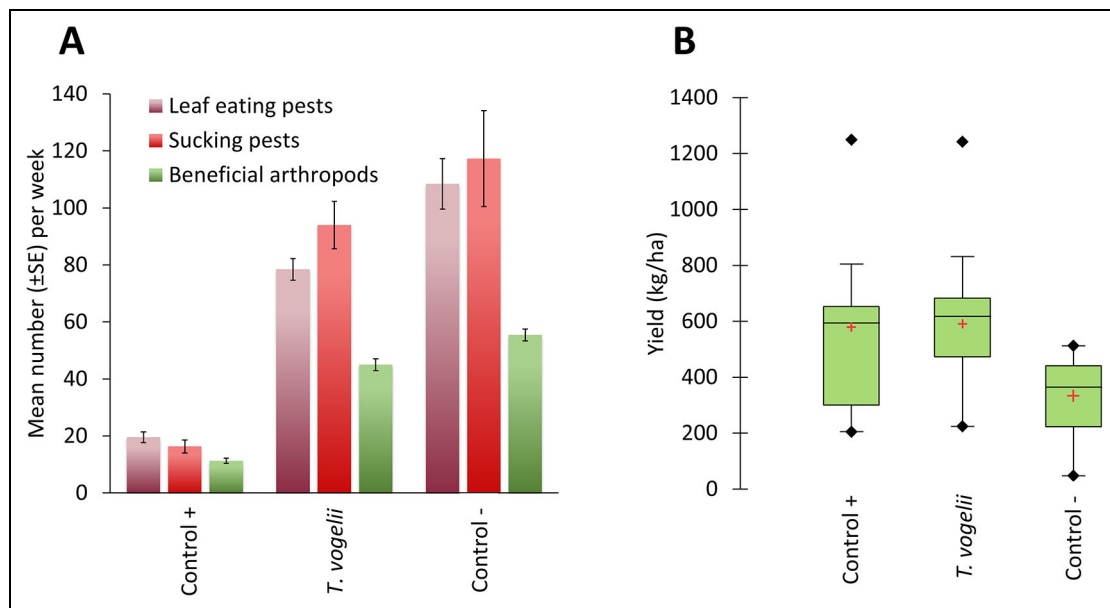 A
Mean number (±SE) per week
140
120
100
80
60
40
20
0
Leaf eating pests
Sucking pests
Beneficial arthropods
Control +
T. vogelii
Control -
B
Yield (kg/ha)
1400
1200
1000
800
600
400
200
0
Control +
T. vogelii
Control -